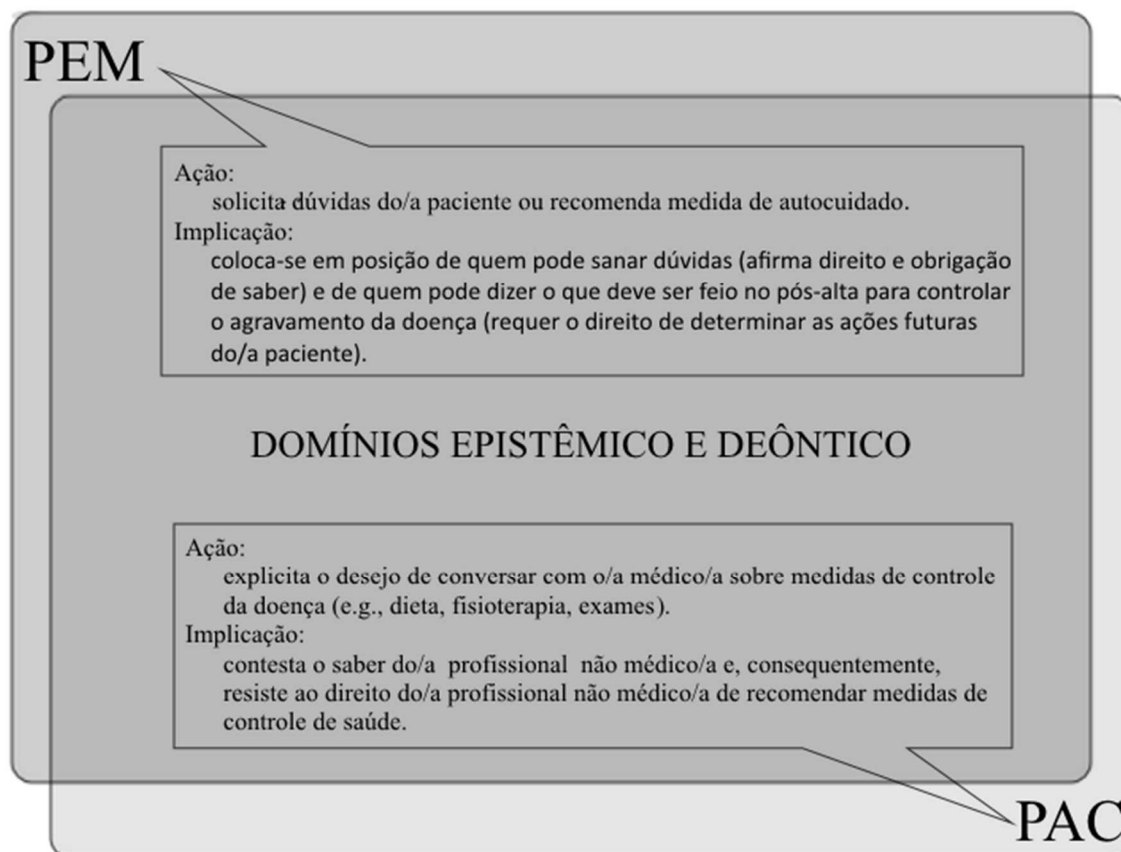 PEM
Ação:
solicita dúvidas do/a paciente ou recomenda medida de autocuidado.
Implicação:
coloca-se em posição de quem pode sanar dúvidas (afirma direito e obrigação
de saber) e de quem pode dizer o que deve ser feio no pós-alta para controlar
o agravamento da doença (requer o direito de determinar as ações futuras
do/a paciente).
DOMÍNIOS EPISTÊMICO E DEÔNTICO
Ação:
explicita o desejo de conversar com o/a médico/a sobre medidas de controle
da doença (e.g., dieta, fisioterapia, exames).
Implicação:
contesta o saber do/a profissional não médico/a e, consequentemente,
resiste ao direito do/a profissional não médico/a de recomendar medidas de
controle de saúde.
PAC